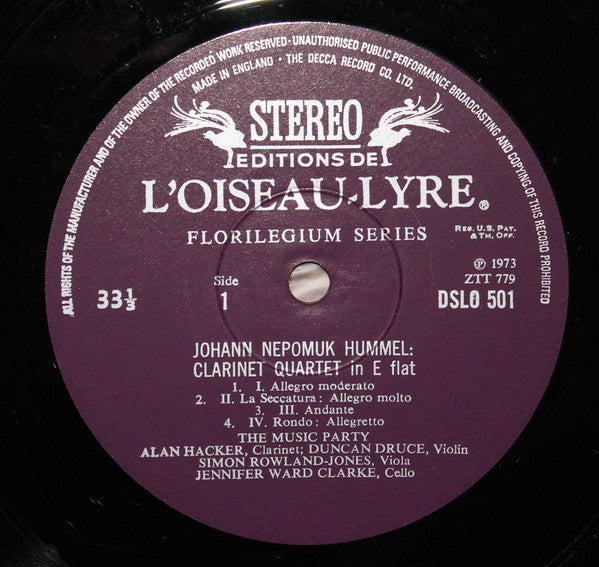 ALL RIGHTS OF THE MANUFACTURER AND OF THE OWNER OF THE RECORDED WORK RESERVED · UNAUTHORISED PUBLIC PERFORMANCE BROADCASTING AND COPYING OF THIS RECORD PROHIBITED
MADE IN ENGLAND · THE DECCA RECORD CO. LTD.
STEREO
EDITIONS DE
L'OISEAU-LYRE®
FLORILEGIUM SERIES
REG. U.S. PAT.
& TM. OFF.
33⅓
Side
1
℗ 1973
ZTT 779
DSLO 501
JOHANN NEPOMUK HUMMEL:
CLARINET QUARTET in E flat
1. I. Allegro moderato
2. II. La Seccatura: Allegro molto
3. III. Andante
4. IV. Rondo: Allegretto
THE MUSIC PARTY
ALAN HACKER, Clarinet; DUNCAN DRUCE, Violin
SIMON ROWLAND-JONES, Viola
JENNIFER WARD CLARKE, Cello